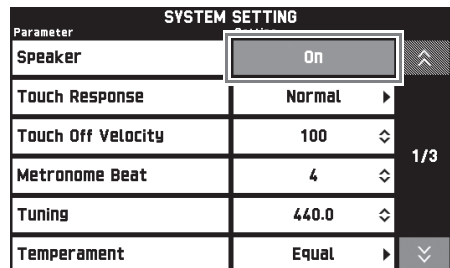 SYSTEM SETTING
Parameter
Speaker On
Touch Response Normal
Touch Off Velocity 100
1/3
Metronome Beat 4
Tuning 440.0
Temperament Equal